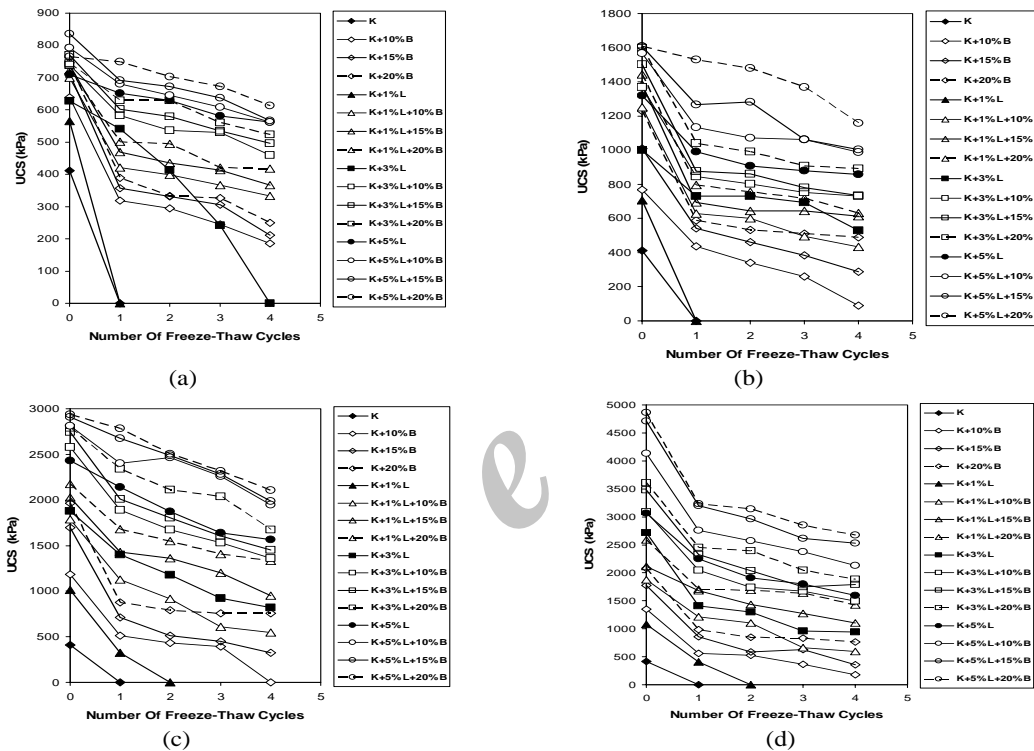 900
800
700
600
500
400
300
200
100
0
UCS (kPa)
0 1 2 3 4 5
Number Of Freeze-Thaw Cycles
K
K+10%B
K+15%B
K+20%B
K+1%L
K+1%L+10%B
K+1%L+15%B
K+1%L+20%B
K+3%L
K+3%L+10%B
K+3%L+15%B
K+3%L+20%B
K+5%L
K+5%L+10%B
K+5%L+15%B
K+5%L+20%B
(a)
1800
1600
1400
1200
1000
800
600
400
200
0
UCS (kPa)
0 1 2 3 4 5
Number Of Freeze-Thaw Cycles
K
K+10%B
K+15%B
K+20%B
K+1%L
K+1%L+10%
K+1%L+15%
K+1%L+20%
K+3%L
K+3%L+10%
K+3%L+15%
K+3%L+20%
K+5%L
K+5%L+10%
K+5%L+15%
K+5%L+20%
(b)
3000
2500
2000
1500
1000
500
0
UCS (kPa)
0 1 2 3 4 5
Number Of Freeze-Thaw Cycles
K
K+10%B
K+15%B
K+20%B
K+1%L
K+1%L+10%B
K+1%L+15%B
K+1%L+20%B
K+3%L
K+3%L+10%B
K+3%L+15%B
K+3%L+20%B
K+5%L
K+5%L+10%B
K+5%L+15%B
K+5%L+20%B
(c)
e
5000
4500
4000
3500
3000
2500
2000
1500
1000
500
0
UCS (kPa)
0 1 2 3 4 5
Number Of Freeze-Thaw Cycles
K
K+10%B
K+15%B
K+20%B
K+1%L
K+1%L+10%B
K+1%L+15%B
K+1%L+20%B
K+3%L
K+3%L+10%B
K+3%L+15%B
K+3%L+20%B
K+5%L
K+5%L+10%B
K+5%L+15%B
K+5%L+20%B
(d)